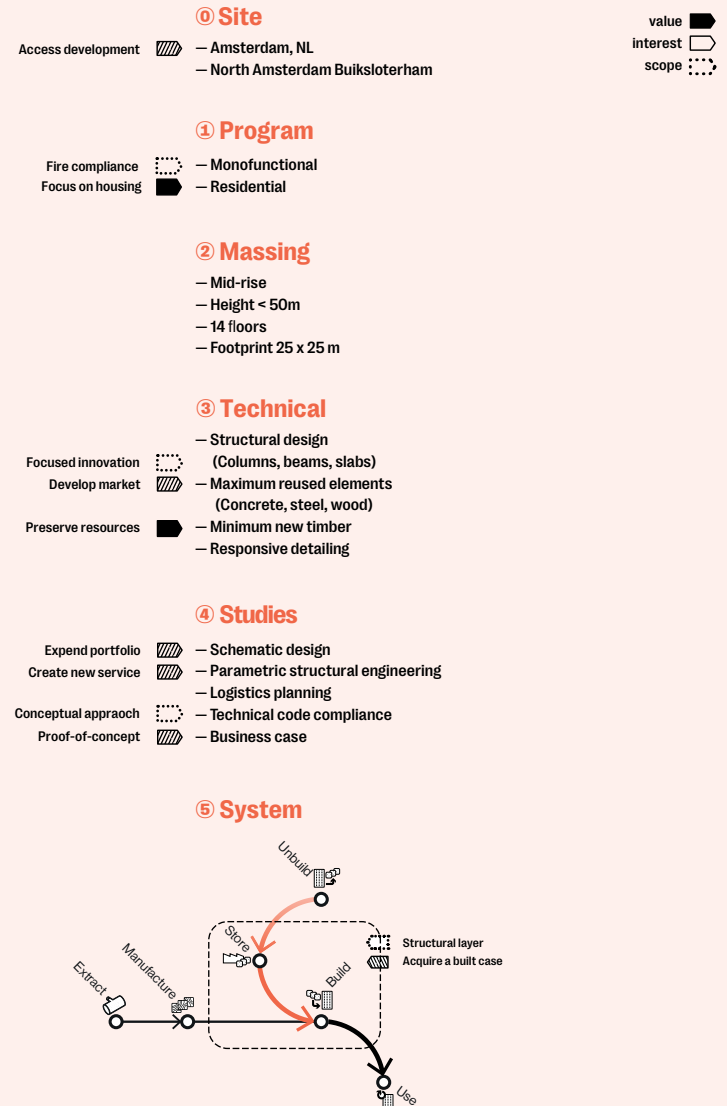 ⓪ Site
value
interest
scope
Access development
— Amsterdam, NL
— North Amsterdam Buiksloterham
① Program
Fire compliance
— Monofunctional
Focus on housing
— Residential
② Massing
— Mid-rise
— Height < 50m
— 14 floors
— Footprint 25 x 25 m
③ Technical
— Structural design
Focused innovation
(Columns, beams, slabs)
Develop market
— Maximum reused elements
(Concrete, steel, wood)
Preserve resources
— Minimum new timber
— Responsive detailing
④ Studies
Expend portfolio
— Schematic design
Create new service
— Parametric structural engineering
— Logistics planning
Conceptual appraoch
— Technical code compliance
Proof-of-concept
— Business case
⑤ System
Unbuild
Store
Structural layer
Acquire a built case
Manufacture
Extract
Build
Use